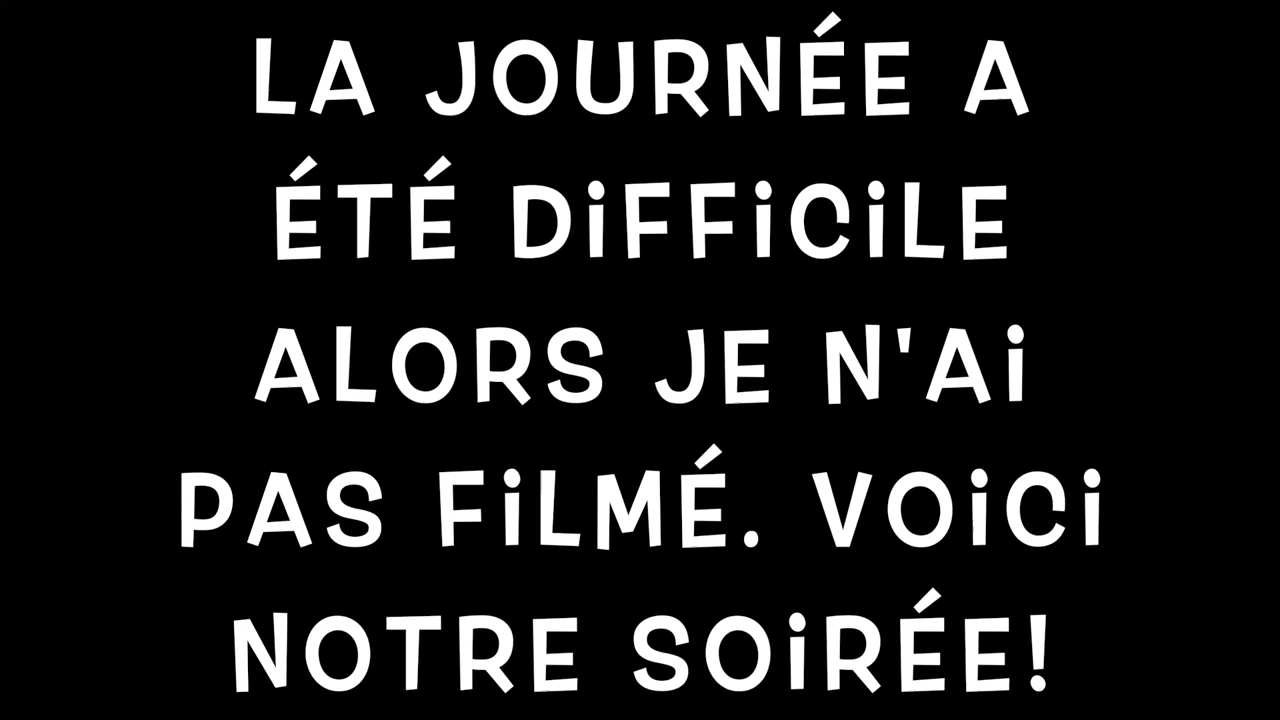 LA JOURNÉE A
ÉTÉ DiFFiCiLE
ALORS JE N'Ai
PAS FiLMÉ. VOiCi
NOTRE SOiRÉE!